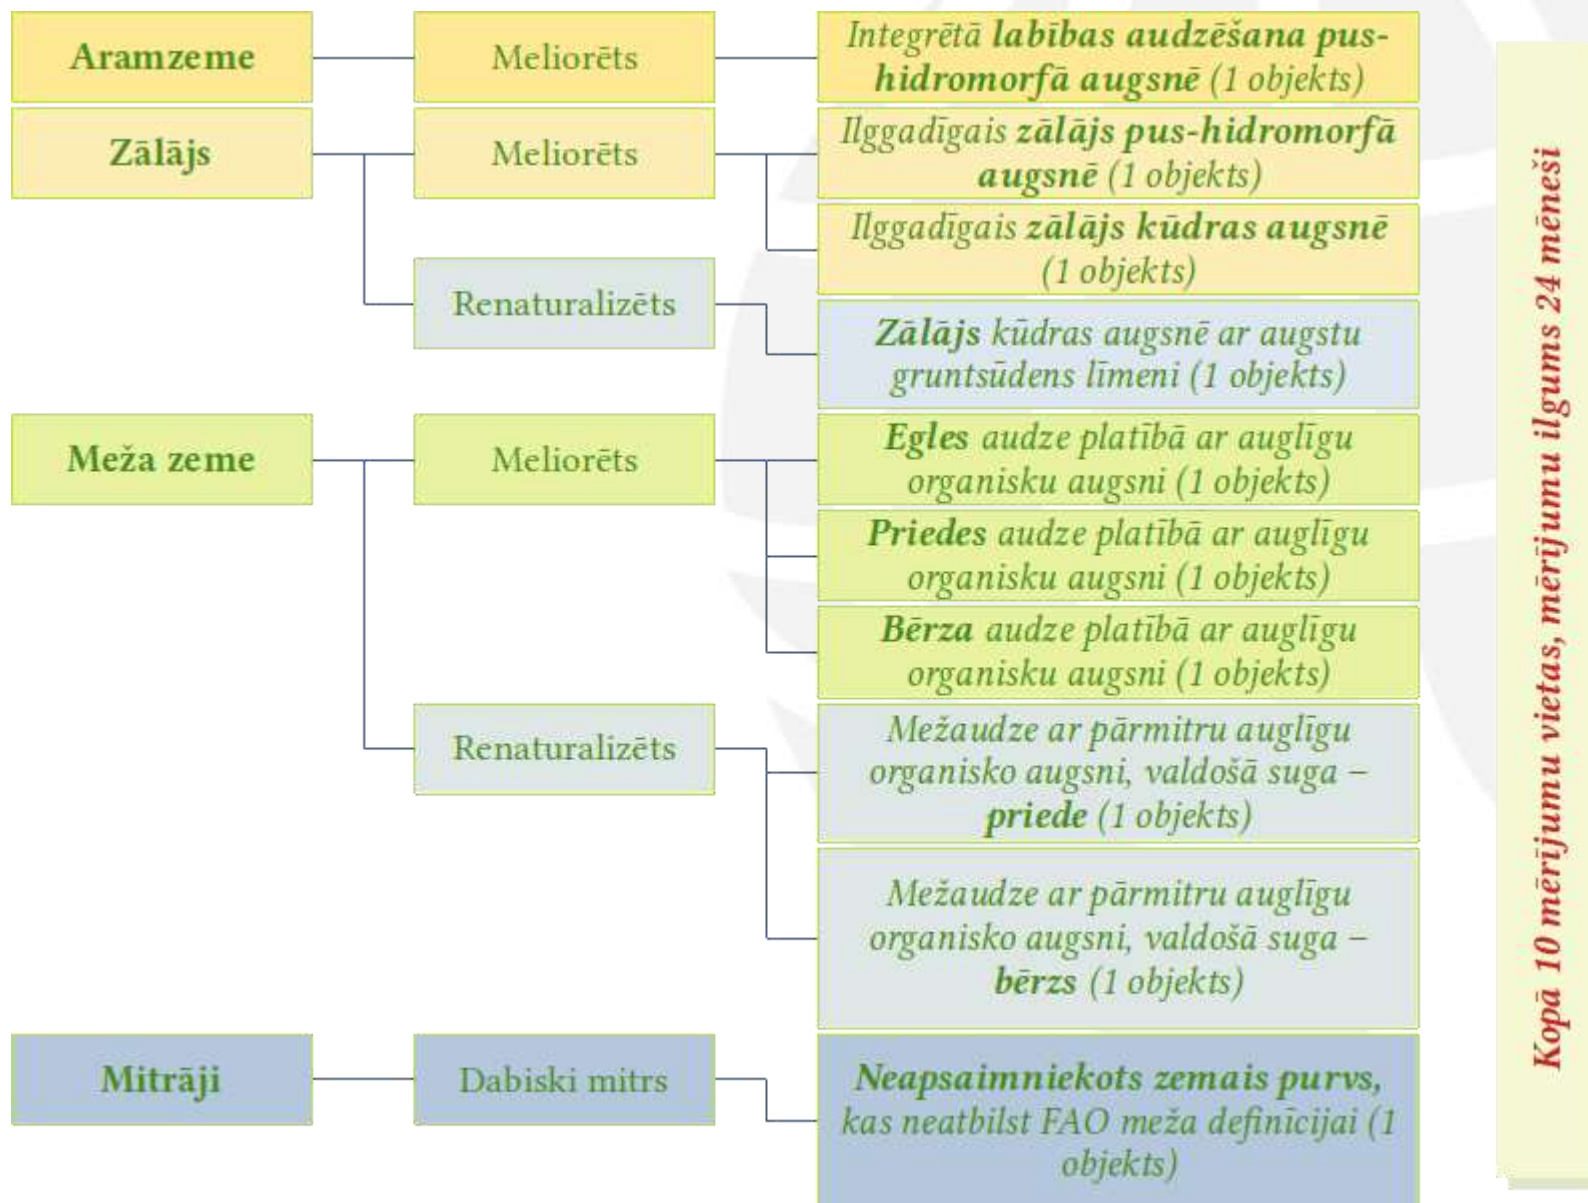 Aramzeme
Meliorēts
Integrētā labības audzēšana pus-
hidromorfā augsnē (1 objekts)
Zālājs
Meliorēts
Ilggadīgais zālājs pus-hidromorfā
augsnē (1 objekts)
Ilggadīgais zālājs kūdras augsnē
(1 objekts)
Renaturalizēts
Zālājs kūdras augsnē ar augstu
gruntsūdens līmeni (1 objekts)
Meža zeme
Meliorēts
Egles audze platībā ar auglīgu
organisku augsni (1 objekts)
Priedes audze platībā ar auglīgu
organisku augsni (1 objekts)
Bērza audze platībā ar auglīgu
organisku augsni (1 objekts)
Renaturalizēts
Mežaudze ar pārmitru auglīgu
organisko augsni, valdošā suga –
priede (1 objekts)
Mežaudze ar pārmitru auglīgu
organisko augsni, valdošā suga –
bērzs (1 objekts)
Mitrāji
Dabiski mitrs
Neapsaimniekots zemais purvs,
kas neatbilst FAO meža definīcijai (1
objekts)
Kopā 10 mērījumu vietas, mērījumu ilgums 24 mēneši